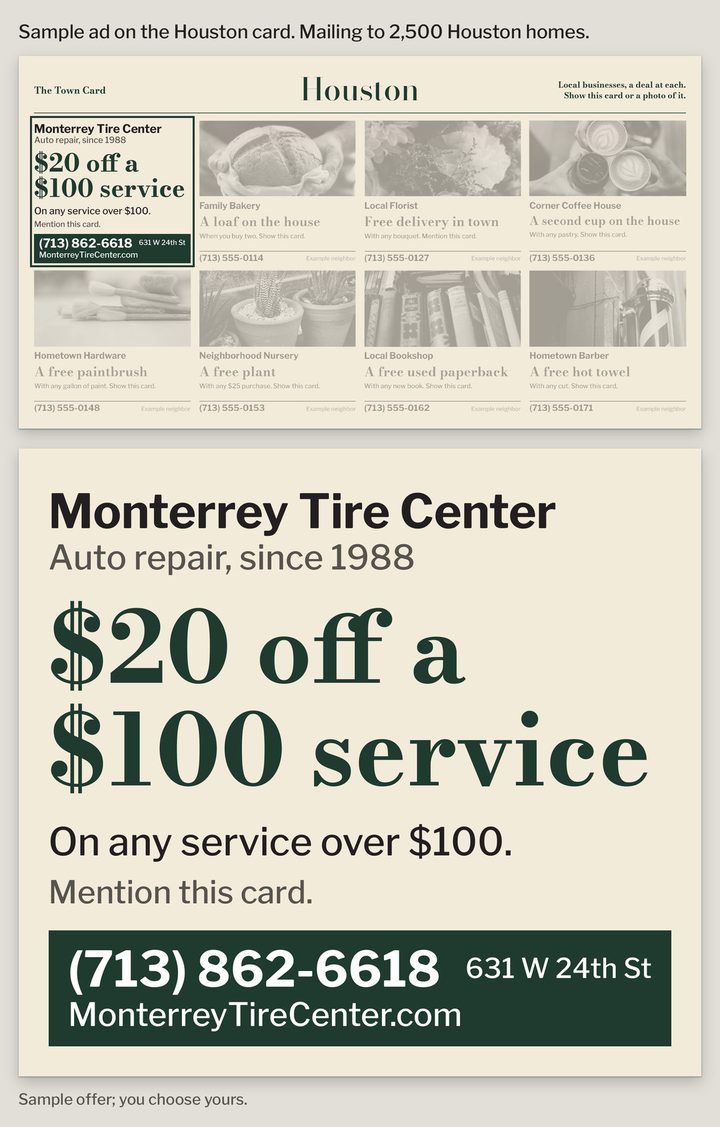 Sample ad on the Houston card. Mailing to 2,500 Houston homes.
The Town Card
Houston
Local businesses, a deal at each.
Show this card or a photo of it.
Monterrey Tire Center
Auto repair, since 1988
$20 off a
$100 service
On any service over $100.
Mention this card.
(713) 862-6618 631 W 24th St
MonterreyTireCenter.com
Family Bakery
A loaf on the house
When you buy two. Show this card.
(713) 555-0114 Example neighbor
Local Florist
Free delivery in town
With any bouquet. Mention this card.
(713) 555-0127 Example neighbor
Corner Coffee House
A second cup on the house
With any pastry. Show this card.
(713) 555-0136 Example neighbor
Hometown Hardware
A free paintbrush
With any gallon of paint. Show this card.
(713) 555-0148 Example neighbor
Neighborhood Nursery
A free plant
With any $25 purchase. Show this card.
(713) 555-0153 Example neighbor
Local Bookshop
A free used paperback
With any new book. Show this card.
(713) 555-0162 Example neighbor
Hometown Barber
A free hot towel
With any cut. Show this card.
(713) 555-0171 Example neighbor
Monterrey Tire Center
Auto repair, since 1988
$20 off a
$100 service
On any service over $100.
Mention this card.
(713) 862-6618 631 W 24th St
MonterreyTireCenter.com
Sample offer; you choose yours.